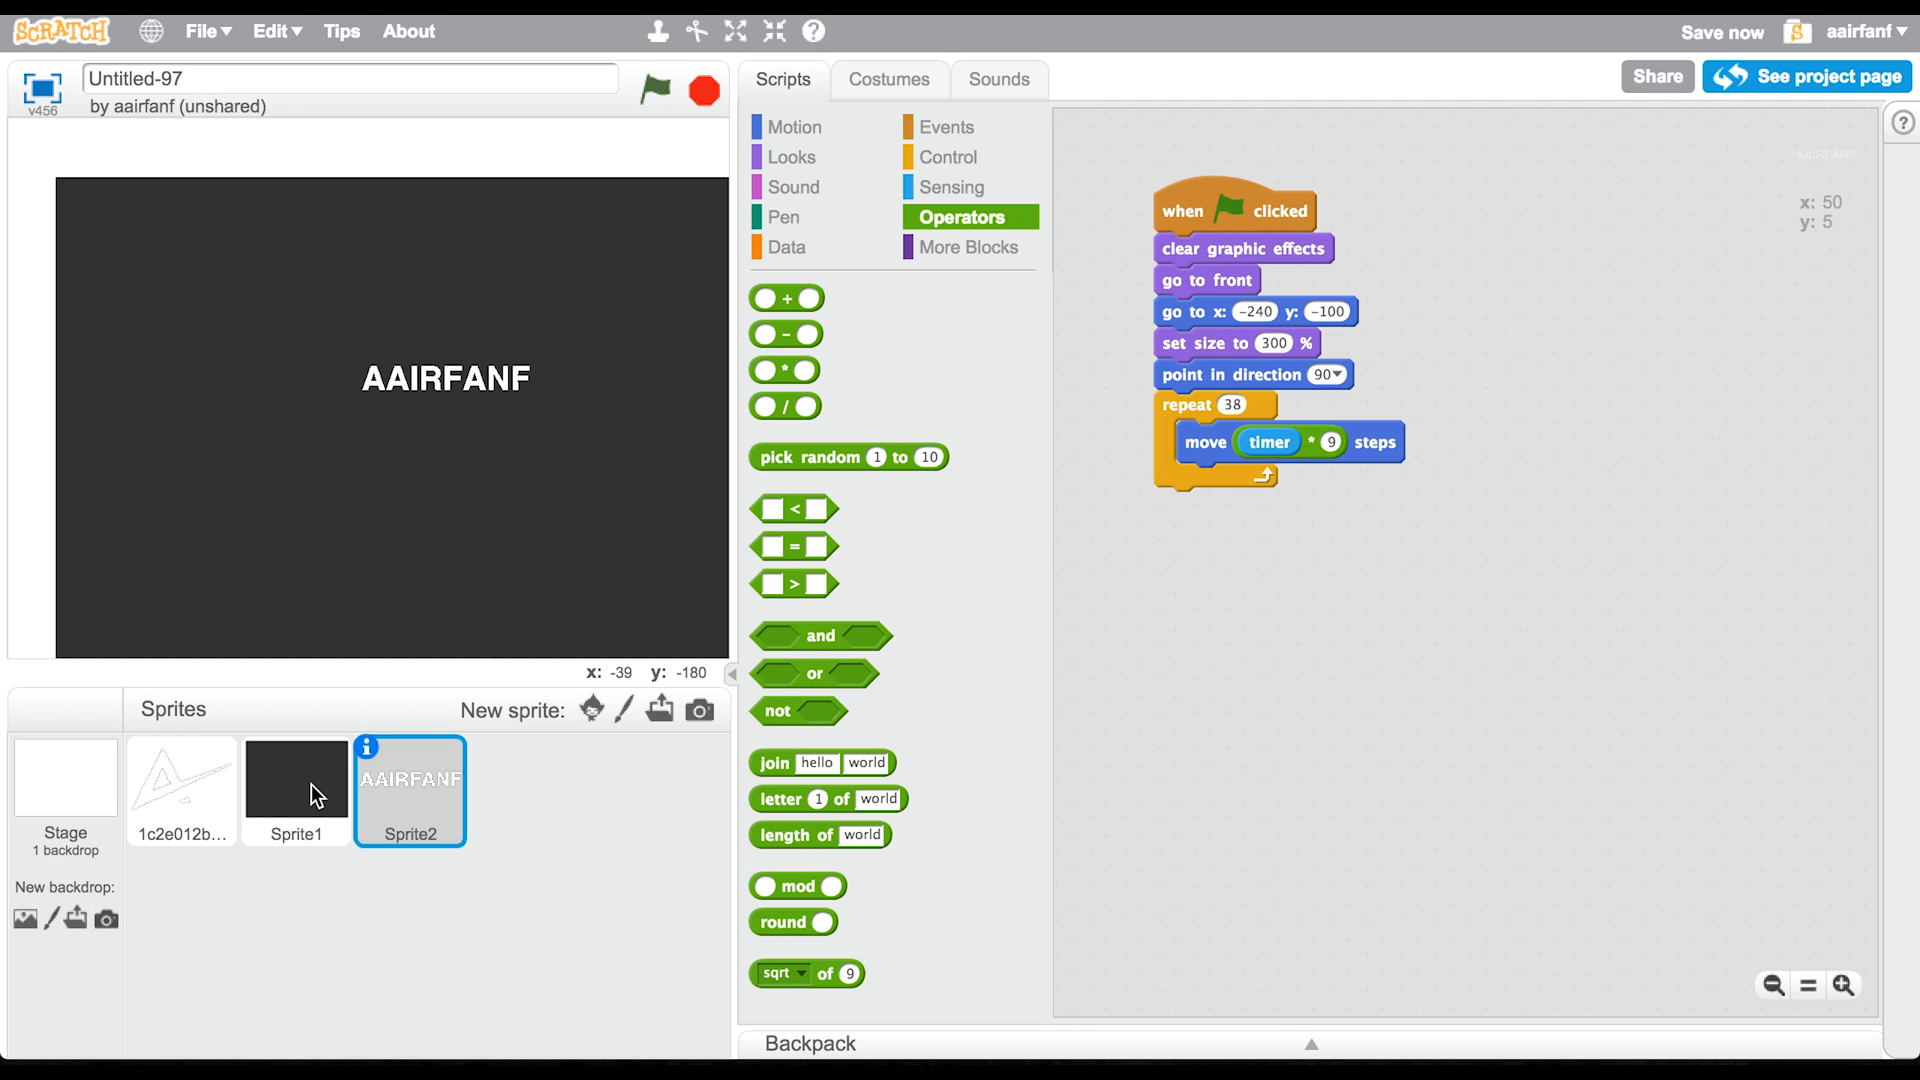 SCRATCH
File▾ Edit▾ Tips About
Save now
aairfanf▾
v456
Untitled-97
by aairfanf (unshared)
Scripts
Costumes
Sounds
Share
See project page
AAIRFANF
x: -39 y: -180
Motion
Looks
Sound
Pen
Data
Events
Control
Sensing
Operators
More Blocks
+
-
*
/
pick random 1 to 10
<
=
>
and
or
not
join hello world
letter 1 of world
length of world
mod
round
sqrt of 9
when clicked
clear graphic effects
go to front
go to x: -240 y: -100
set size to 300 %
point in direction 90▾
repeat 38
move timer * 9 steps
AAIRFANF
x: 50
y: 5
Sprites
New sprite:
Stage
1 backdrop
New backdrop:
1c2e012b...
Sprite1
AAIRFANF
Sprite2
Backpack